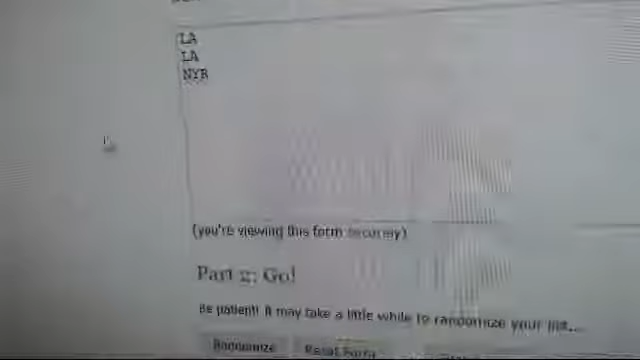 LA
LA
NYR
(you're viewing this form securely)
Part 2: Go!
Be patient! It may take a little while to randomize your list...
Randomize
Reset Form